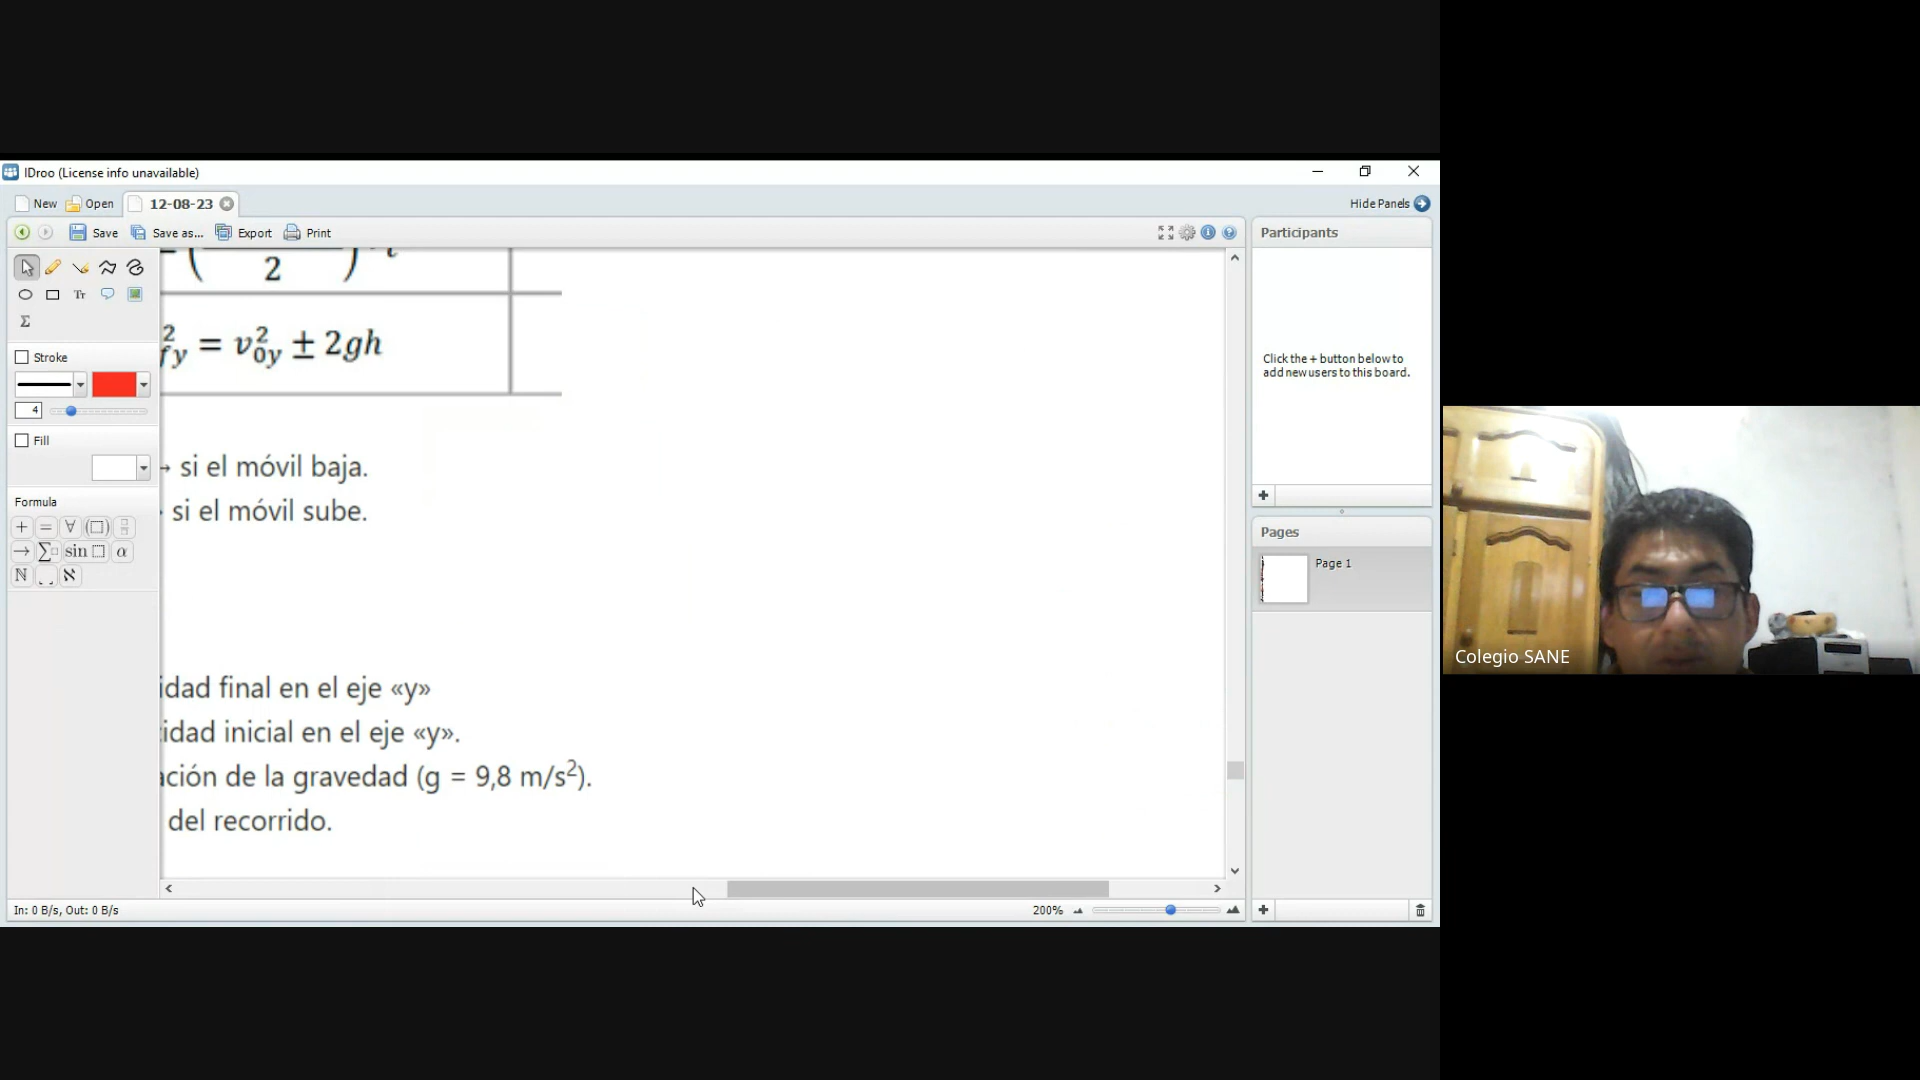 IDroo (License info unavailable)
New Open 12-08-23 Hide Panels
Save Save as... Export Print
Participants
2
fy² = v²0y ± 2gh
Stroke
4
Fill
Click the + button below to
add new users to this board.
→ si el móvil baja.
si el móvil sube.
Formula
+ = ∀
→ ∑ sin α
ℕ ℵ
Tr
Σ
Pages
Page 1
idad final en el eje «y»
idad inicial en el eje «y».
ación de la gravedad (g = 9,8 m/s²).
del recorrido.
In: 0 B/s, Out: 0 B/s
200%
Colegio SANE